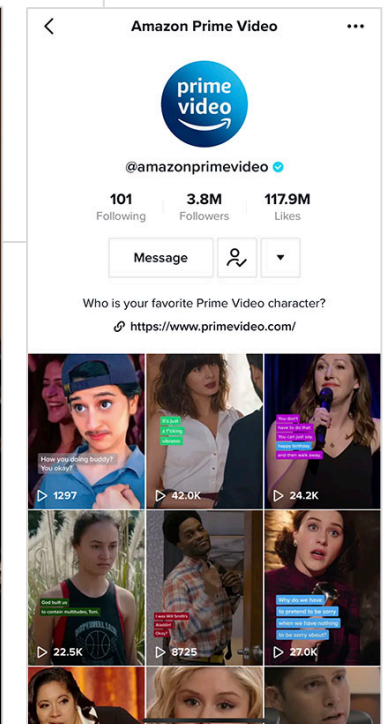 Amazon Prime Video
prime
video
@amazonprimevideo
101
3.8M
117.9M
Following
Followers
Likes
Message
Who is your favorite Prime Video character?
https://www.primevideo.com/
How you doing buddy?
You okay?
1297
It's just
a f*cking
vibrator.
42.0K
You don't
have to do that.
You can just say,
happy birthday,
and then walk away.
24.2K
God built us
to contain multitudes, Toni.
22.5K
I was Will Smith's
Aladdin!
Okay?
8725
Why do we have
to pretend to be sorry
when we have nothing
to be sorry about?
27.0K